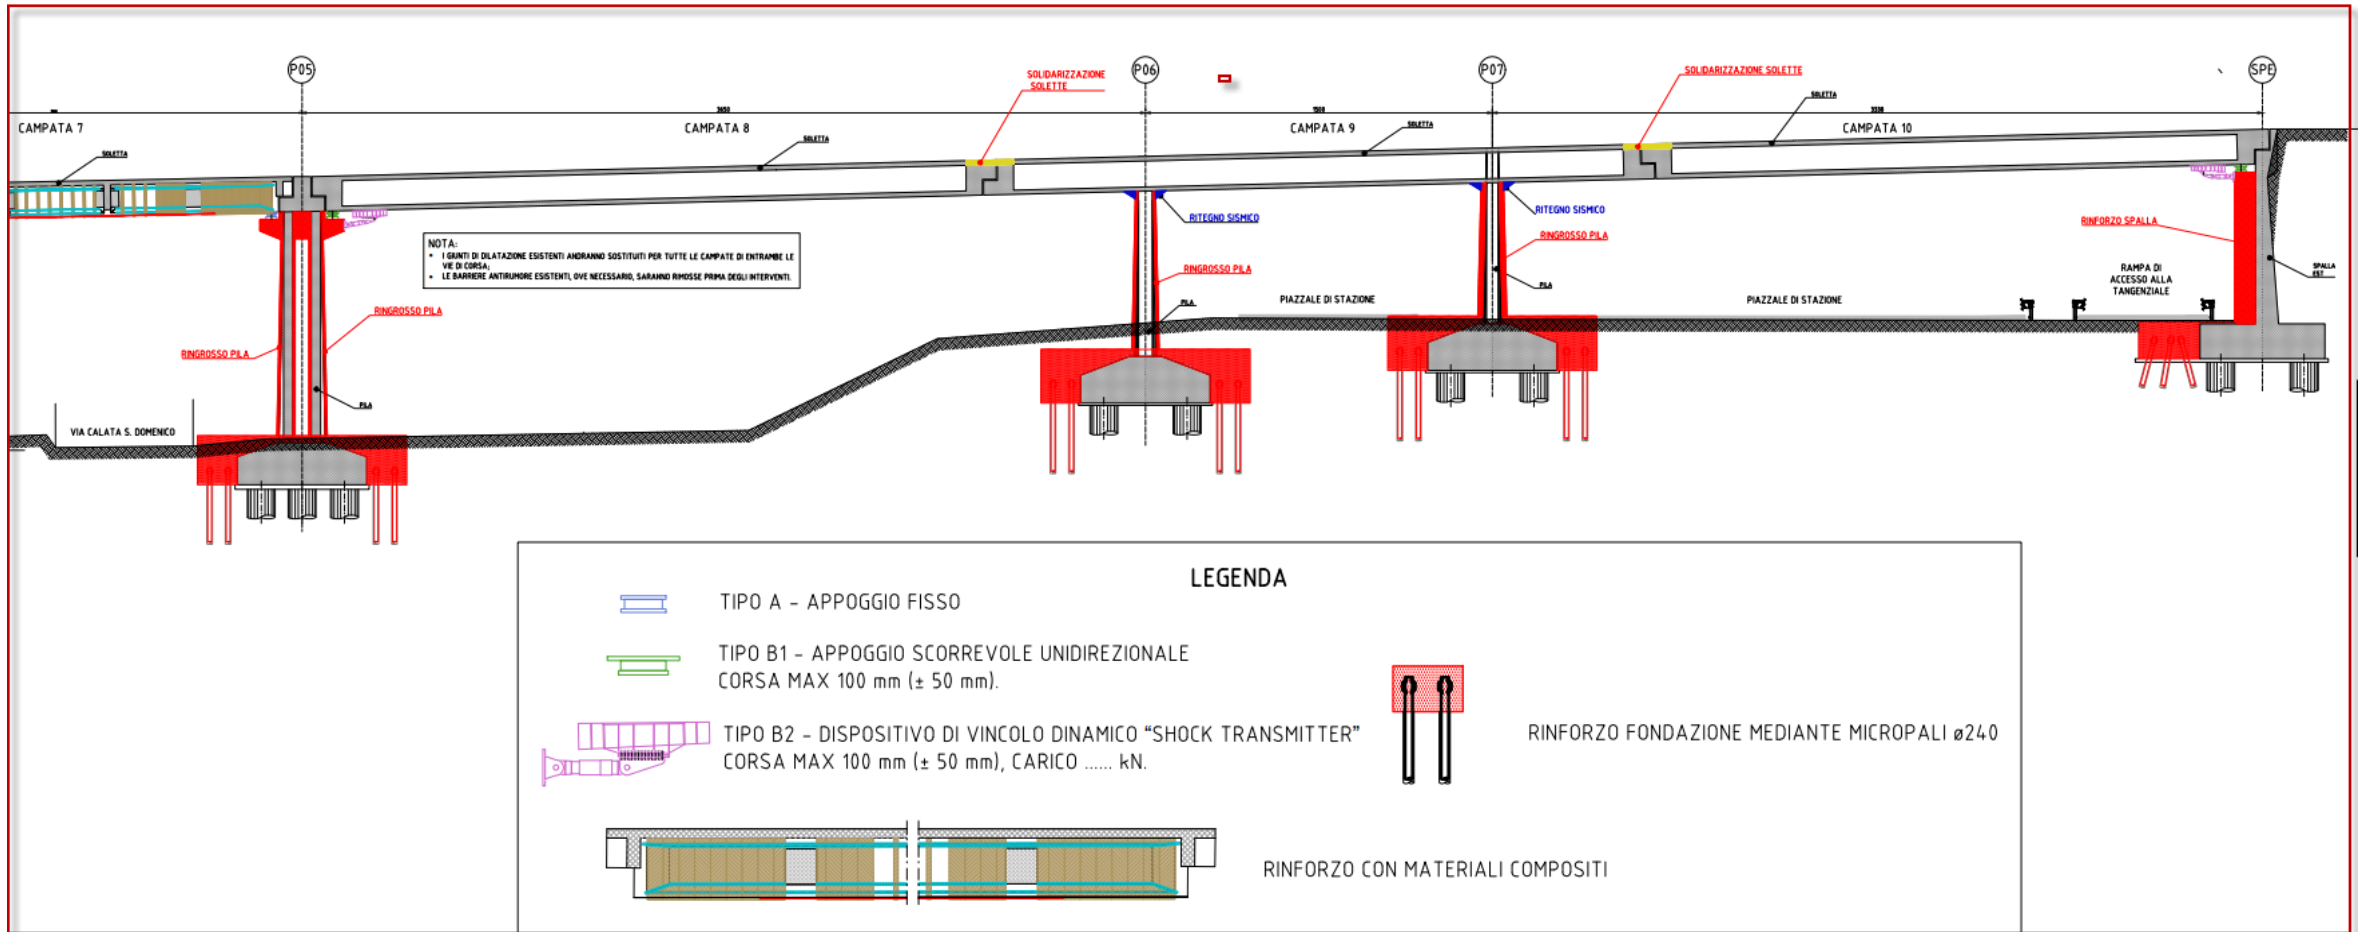 P05
P06
P07
SPE
SOLIDARIZZAZIONE
SOLETTE
SOLIDARIZZAZIONE SOLETTE
3650
1500
3330
CAMPATA 7
CAMPATA 8
CAMPATA 9
CAMPATA 10
SOLETTA
SOLETTA
SOLETTA
SOLETTA
NOTA:
• I GIUNTI DI DILATAZIONE ESISTENTI ANDRANNO SOSTITUITI PER TUTTE LE CAMPATE DI ENTRAMBE LE
VIE DI CORSA;
• LE BARRIERE ANTIRUMORE ESISTENTI, OVE NECESSARIO, SARANNO RIMOSSE PRIMA DEGLI INTERVENTI.
RITEGNO SISMICO
RITEGNO SISMICO
RINGROSSO PILA
RINGROSSO PILA
RINGROSSO PILA
RINGROSSO PILA
RINFORZO SPALLA
PILA
PILA
PILA
SPALLA
EST
PIAZZALE DI STAZIONE
PIAZZALE DI STAZIONE
RAMPA DI
ACCESSO ALLA
TANGENZIALE
VIA CALATA S. DOMENICO
LEGENDA
TIPO A - APPOGGIO FISSO
TIPO B1 - APPOGGIO SCORREVOLE UNIDIREZIONALE
CORSA MAX 100 mm (± 50 mm).
TIPO B2 - DISPOSITIVO DI VINCOLO DINAMICO "SHOCK TRANSMITTER"
CORSA MAX 100 mm (± 50 mm), CARICO ...... kN.
RINFORZO FONDAZIONE MEDIANTE MICROPALI ø240
RINFORZO CON MATERIALI COMPOSITI